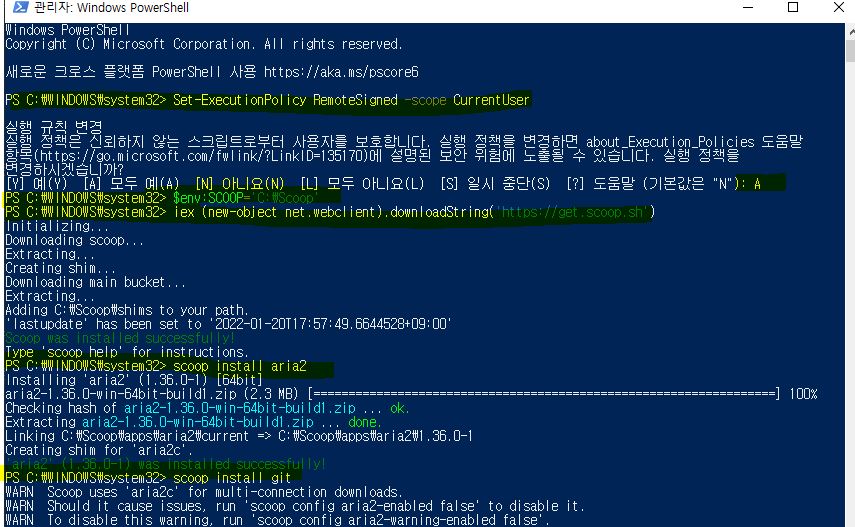 관리자: Windows PowerShell
Windows PowerShell
Copyright (C) Microsoft Corporation. All rights reserved.
새로운 크로스 플랫폼 PowerShell 사용 https://aka.ms/pscore6
PS C:₩WINDOWS₩system32> Set-ExecutionPolicy RemoteSigned -scope CurrentUser
실행 규칙 변경
실행 정책은 신뢰하지 않는 스크립트로부터 사용자를 보호합니다. 실행 정책을 변경하면 about_Execution_Policies 도움말
항목(https://go.microsoft.com/fwlink/?LinkID=135170)에 설명된 보안 위험에 노출될 수 있습니다. 실행 정책을
변경하시겠습니까?
[Y] 예(Y)  [A] 모두 예(A)  [N] 아니요(N)  [L] 모두 아니요(L)  [S] 일시 중단(S)  [?] 도움말 (기본값은 "N"): A
PS C:₩WINDOWS₩system32> $env:SCOOP='C:₩Scoop'
PS C:₩WINDOWS₩system32> iex (new-object net.webclient).downloadString('https://get.scoop.sh')
Initializing...
Downloading scoop...
Extracting...
Creating shim...
Downloading main bucket...
Extracting...
Adding C:₩Scoop₩shims to your path.
'lastupdate' has been set to '2022-01-20T17:57:49.6644528+09:00'
Scoop was installed successfully!
Type 'scoop help' for instructions.
PS C:₩WINDOWS₩system32> scoop install aria2
Installing 'aria2' (1.36.0-1) [64bit]
aria2-1.36.0-win-64bit-build1.zip (2.3 MB) [=====================================================================] 100%
Checking hash of aria2-1.36.0-win-64bit-build1.zip ... ok.
Extracting aria2-1.36.0-win-64bit-build1.zip ... done.
Linking C:₩Scoop₩apps₩aria2₩current => C:₩Scoop₩apps₩aria2₩1.36.0-1
Creating shim for 'aria2c'.
'aria2' (1.36.0-1) was installed successfully!
PS C:₩WINDOWS₩system32> scoop install git
WARN  Scoop uses 'aria2c' for multi-connection downloads.
WARN  Should it cause issues, run 'scoop config aria2-enabled false' to disable it.
WARN  To disable this warning, run 'scoop config aria2-warning-enabled false'.